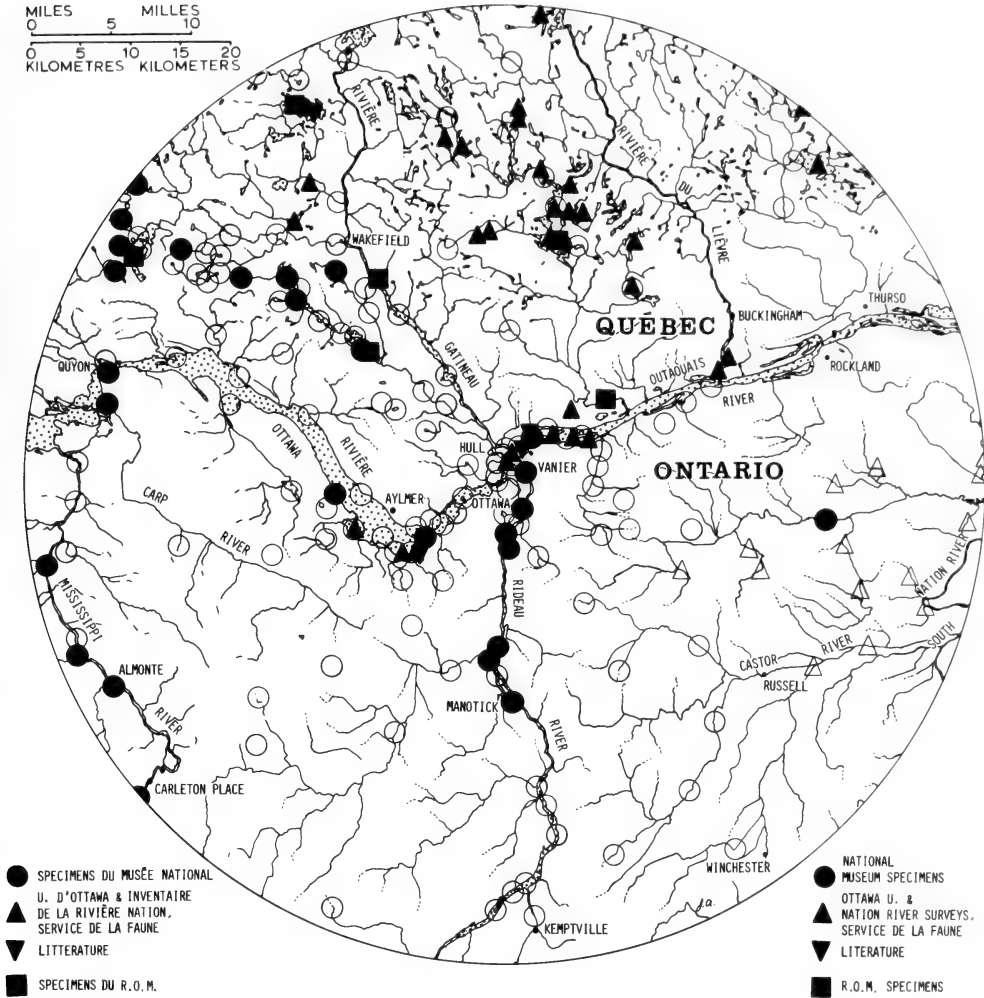 MILES MILLES
0 5 10
0 5 10 15 20
KILOMETRES KILOMETERS
RIVIÈRE
RIVIÈRE
DU
LIÈVRE
WAKEFIELD
THURSO
BUCKINGHAM
QUÉBEC
GATINEAU
QUYON
OUTAOUAIS
ROCKLAND
RIVER
OTTAWA
RIVIÈRE
HULL
VANIER
ONTARIO
CARP
AYLMER
OTTAWA
RIVER
NATION RIVER
MISSISSIPPI
RIDEAU
SOUTH
RIVER
CASTOR
ALMONTE
RUSSELL
MANOTICK
RIVER
RIVER
CARLETON PLACE
WINCHESTER
j.a.
KEMPTVILLE
SPECIMENS DU MUSÉE NATIONAL
U. D'OTTAWA & INVENTAIRE
DE LA RIVIÈRE NATION,
SERVICE DE LA FAUNE
LITTERATURE
SPECIMENS DU R.O.M.
NATIONAL
MUSEUM SPECIMENS
OTTAWA U. &
NATION RIVER SURVEYS,
SERVICE DE LA FAUNE
LITERATURE
R.O.M. SPECIMENS